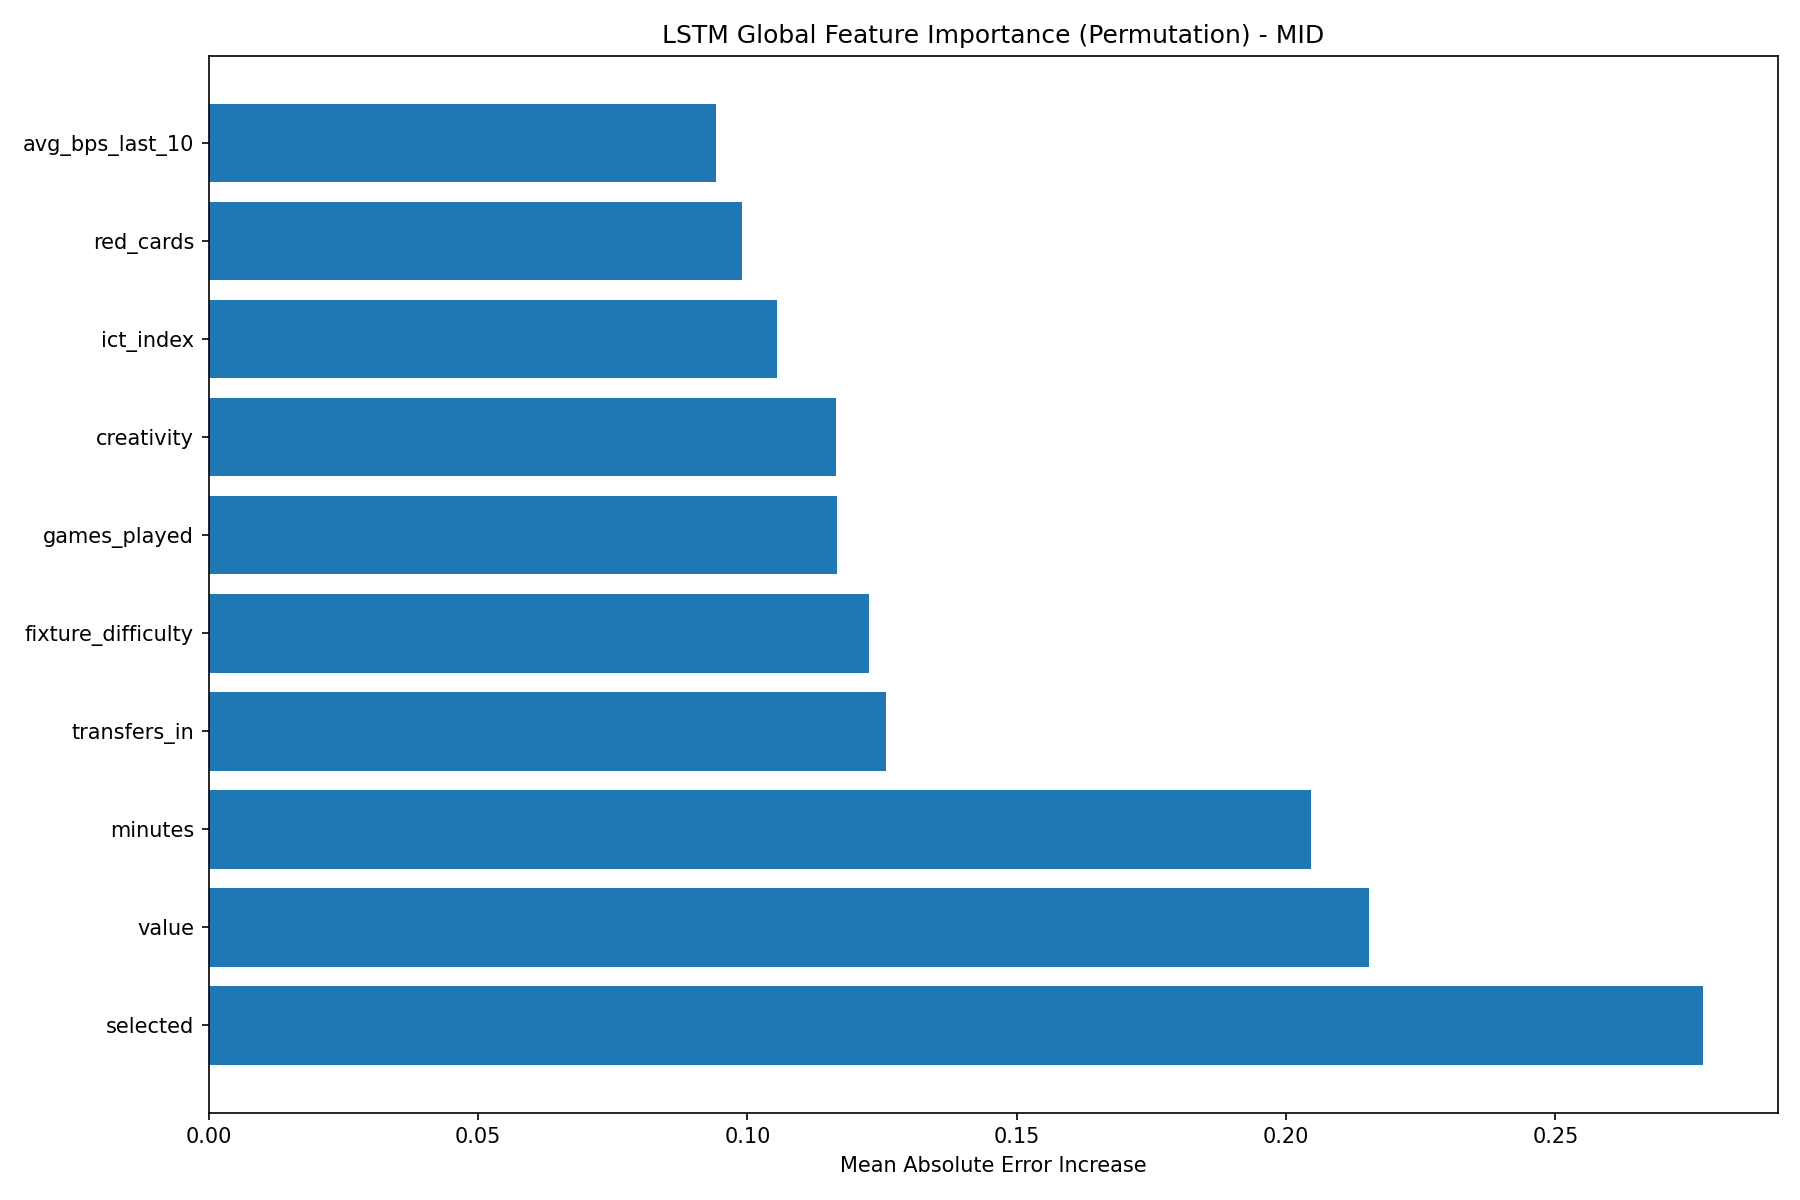 LSTM Global Feature Importance (Permutation) - MID
avg_bps_last_10
red_cards
ict_index
creativity
games_played
fixture_difficulty
transfers_in
minutes
value
selected
0.00 0.05 0.10 0.15 0.20 0.25
Mean Absolute Error Increase